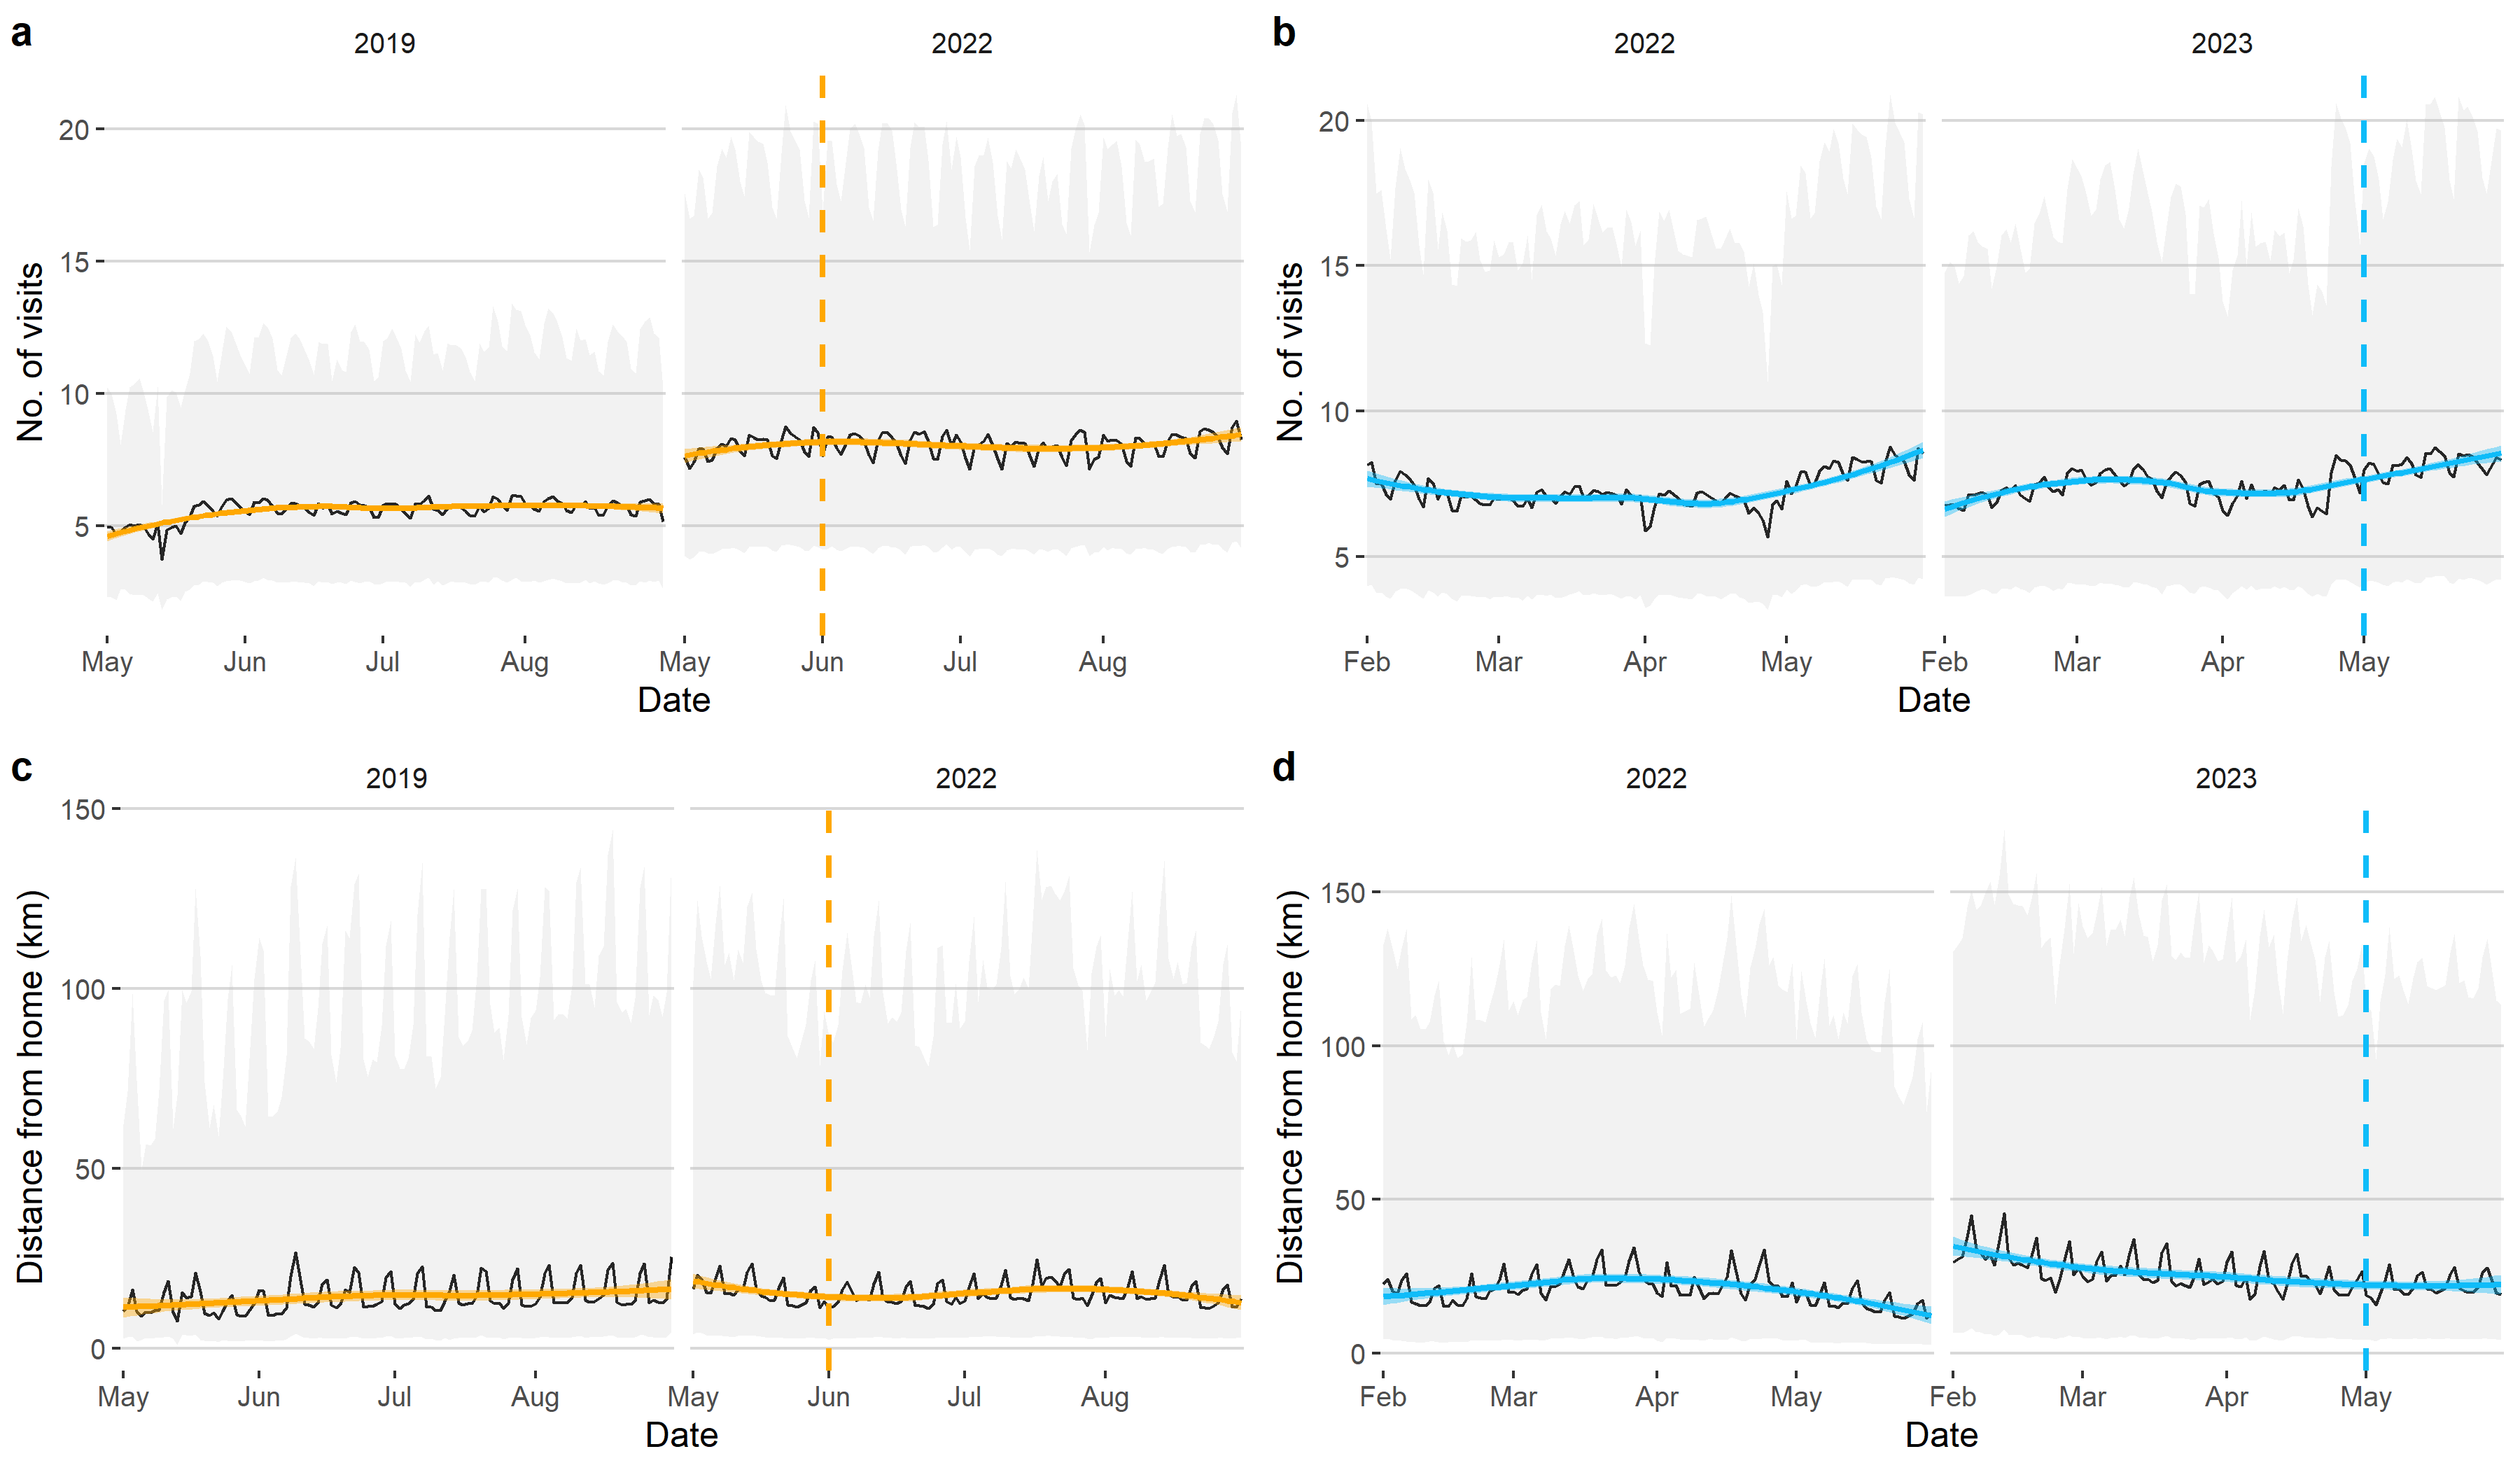 a
2019 2022
20
15
10
5
No. of visits
May Jun Jul Aug May Jun Jul Aug
Date
b
2022 2023
20
15
10
5
No. of visits
Feb Mar Apr May Feb Mar Apr May
Date
c
2019 2022
150
100
50
0
Distance from home (km)
May Jun Jul Aug May Jun Jul Aug
Date
d
2022 2023
150
100
50
0
Distance from home (km)
Feb Mar Apr May Feb Mar Apr May
Date